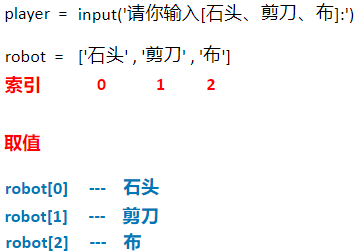 player = input('请你输入[石头、剪刀、布]:')
robot = ['石头' , '剪刀' , '布']
索引 0 1 2
取值
robot[0] --- 石头
robot[1] --- 剪刀
robot[2] --- 布